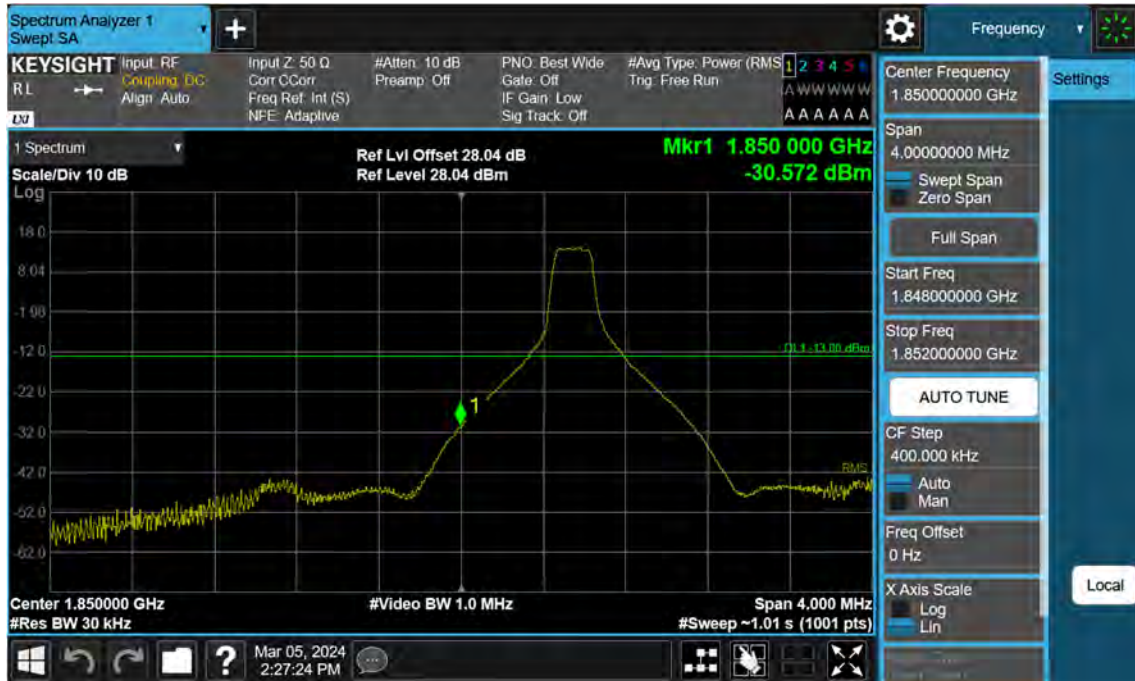 Spectrum Analyzer 1
Swept SA
+
Frequency
KEYSIGHT
RL
LXI
Input: RF
Coupling: DC
Align: Auto
Input Z: 50 Ω
Corr CCorr
Freq Ref: Int (S)
NFE: Adaptive
#Atten: 10 dB
Preamp: Off
PNO: Best Wide
Gate: Off
IF Gain: Low
Sig Track: Off
#Avg Type: Power (RMS
Trig: Free Run
1 2 3 4 5 6
A W W W W W
A A A A A A
1 Spectrum
Scale/Div 10 dB
Log
Ref Lvl Offset 28.04 dB
Ref Level 28.04 dBm
Mkr1 1.850 000 GHz
-30.572 dBm
18.0
8.04
-1.96
-12.0
-22.0
-32.0
-42.0
-52.0
-62.0
DL1 -13.00 dBm
1
RMS
Center 1.850000 GHz
#Res BW 30 kHz
#Video BW 1.0 MHz
Span 4.000 MHz
#Sweep ~1.01 s (1001 pts)
Center Frequency
1.850000000 GHz
Span
4.00000000 MHz
Swept Span
Zero Span
Full Span
Start Freq
1.848000000 GHz
Stop Freq
1.852000000 GHz
AUTO TUNE
CF Step
400.000 kHz
Auto
Man
Freq Offset
0 Hz
X Axis Scale
Log
Lin
Settings
Local
?
Mar 05, 2024
2:27:24 PM